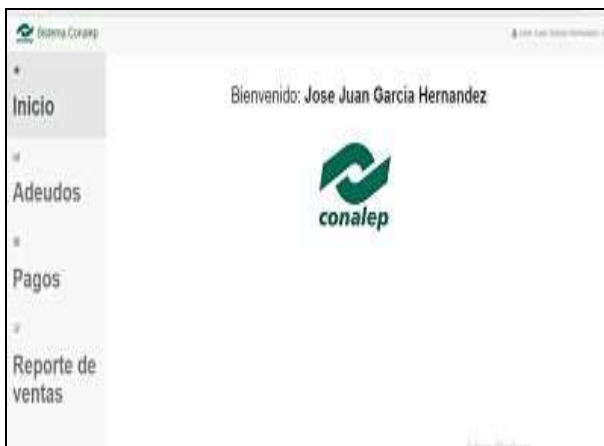 Sistema Conalep
Inicio
Bienvenido: Jose Juan Garcia Hernandez
conalep
Adeudos
Pagos
Reporte de
ventas